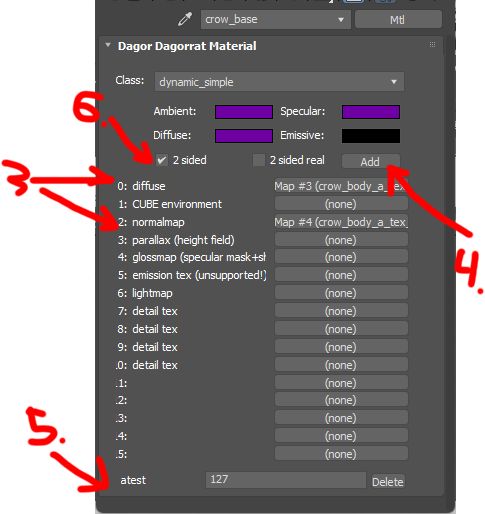 crow_base Mtl
Dagor Dagorrat Material
Class: dynamic_simple
6.
Ambient: Specular:
Diffuse: Emissive:
2 sided 2 sided real Add
3
0: diffuse Map #3 (crow_body_a_tex
1: CUBE environment (none)
2: normalmap Map #4 (crow_body_a_tex_
3: parallax (height field) (none)
4: glossmap (specular mask+sh (none)
4.
5: emission tex (unsupported!) (none)
6: lightmap (none)
7: detail tex (none)
8: detail tex (none)
9: detail tex (none)
.0: detail tex (none)
.1: (none)
.2: (none)
.3: (none)
5.
.4: (none)
.5: (none)
atest 127 Delete